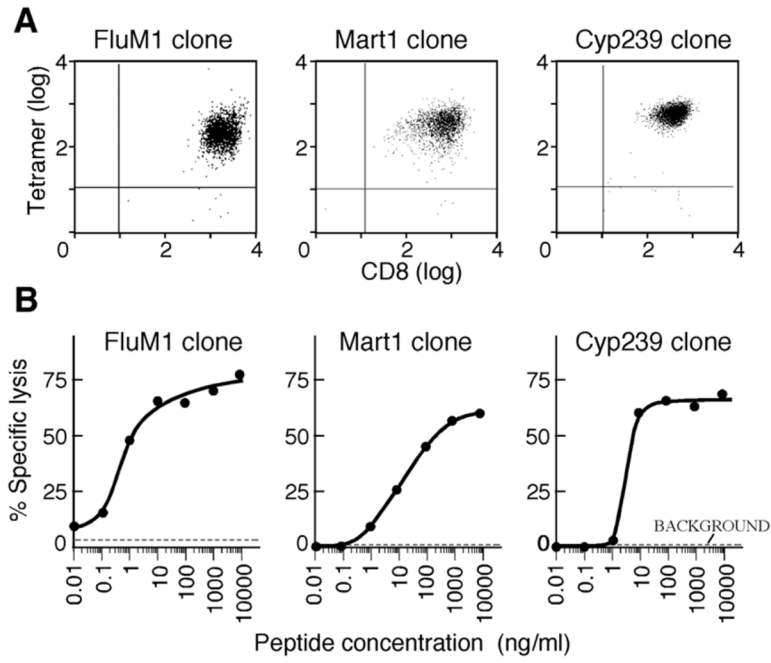 A
FluM1 clone Mart1 clone Cyp239 clone
Tetramer (log)
4 4 4
2 2 2
0 2 4 0 2 4 0 2 4
CD8 (log)
B
FluM1 clone Mart1 clone Cyp239 clone
% Specific lysis
75 75 75
50 50 50
25 25 25
BACKGROUND
0 0 0
0.01 0.1 1 10 100 1000 10000 0.01 0.1 1 10 100 1000 10000 0.01 0.1 1 10 100 1000 10000
Peptide concentration (ng/ml)